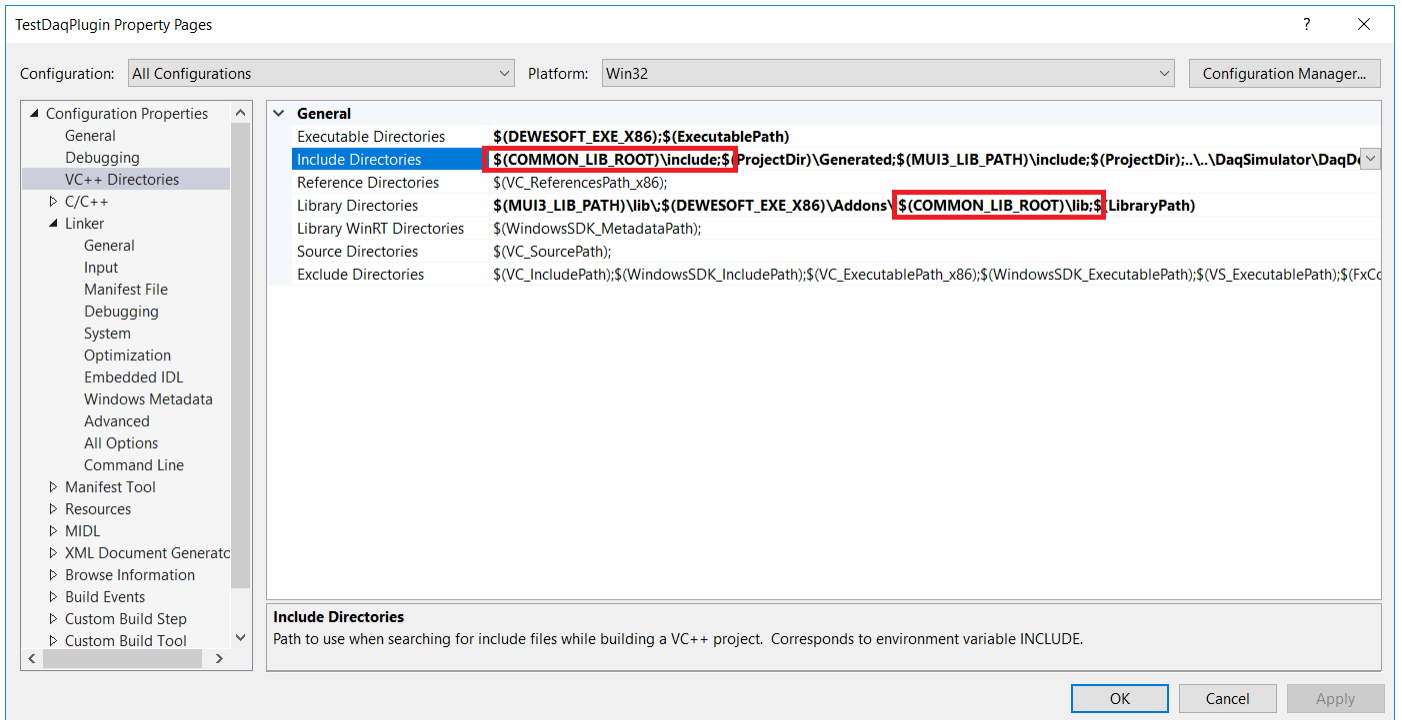 TestDaqPlugin Property Pages ?
Configuration: All Configurations Platform: Win32 Configuration Manager...
Configuration Properties
General
Debugging
VC++ Directories
C/C++
Linker
General
Input
Manifest File
Debugging
System
Optimization
Embedded IDL
Windows Metadata
Advanced
All Options
Command Line
Manifest Tool
Resources
MIDL
XML Document Generato
Browse Information
Build Events
Custom Build Step
Custom Build Tool
General
Executable Directories $(DEWESOFT_EXE_X86);$(ExecutablePath)
Include Directories $(COMMON_LIB_ROOT)\include;$(ProjectDir)\Generated;$(MUI3_LIB_PATH)\include;$(ProjectDir);..\..\DaqSimulator\DaqDe
Reference Directories $(VC_ReferencesPath_x86);
Library Directories $(MUI3_LIB_PATH)\lib\;$(DEWESOFT_EXE_X86)\Addons\$(COMMON_LIB_ROOT)\lib;$(LibraryPath)
Library WinRT Directories $(WindowsSDK_MetadataPath);
Source Directories $(VC_SourcePath);
Exclude Directories $(VC_IncludePath);$(WindowsSDK_IncludePath);$(VC_ExecutablePath_x86);$(WindowsSDK_ExecutablePath);$(VS_ExecutablePath);$(FxCo
Include Directories
Path to use when searching for include files while building a VC++ project.  Corresponds to environment variable INCLUDE.
OK Cancel Apply